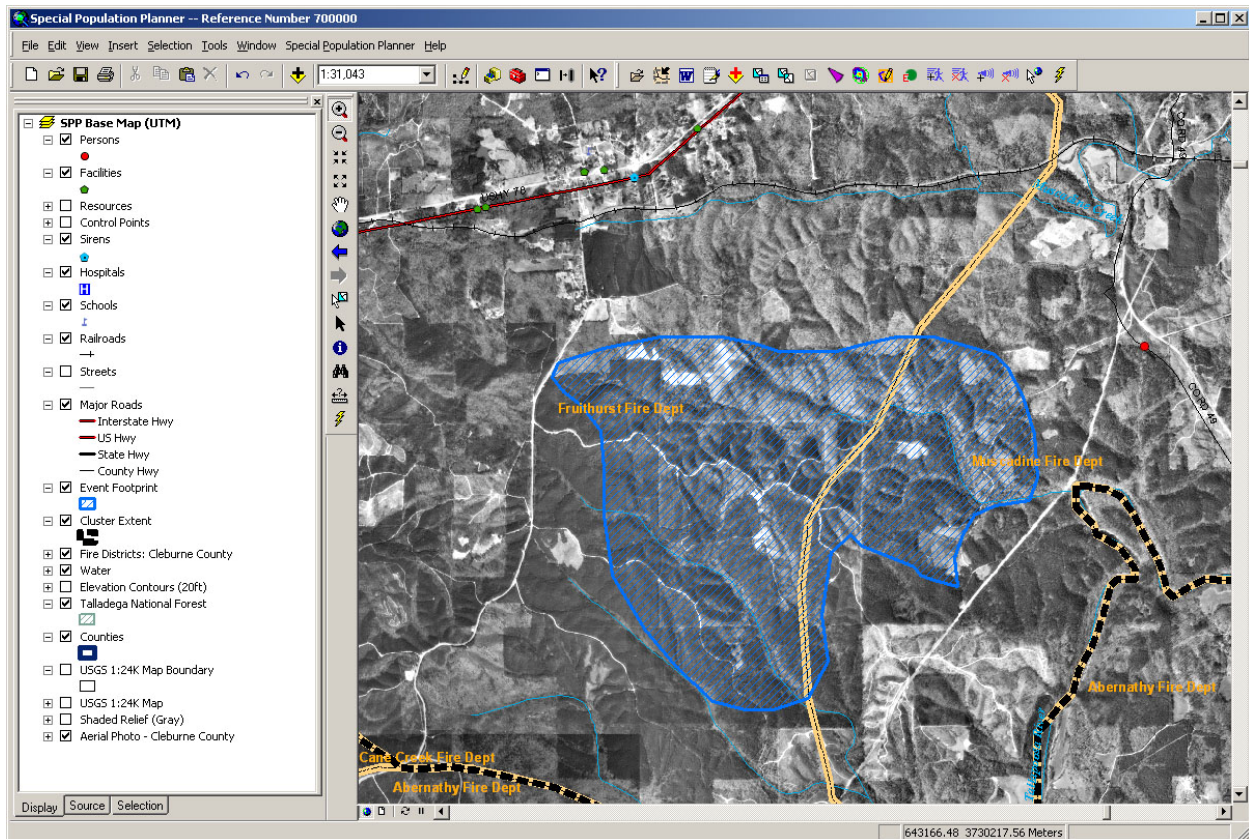 Special Population Planner -- Reference Number 700000
File Edit View Insert Selection Tools Window Special Population Planner Help
1:31,043
SPP Base Map (UTM)
Persons
Facilities
Resources
Control Points
Sirens
Hospitals
H
Schools
Railroads
Streets
Major Roads
Interstate Hwy
US Hwy
State Hwy
County Hwy
Event Footprint
Cluster Extent
Fire Districts: Cleburne County
Water
Elevation Contours (20ft)
Talladega National Forest
Counties
USGS 1:24K Map Boundary
USGS 1:24K Map
Shaded Relief (Gray)
Aerial Photo - Cleburne County
Display Source Selection
USHY 78
CO RD 49
Fruithurst Fire Dept
Muscadine Fire Dept
Abernathy Fire Dept
Cane Creek Fire Dept
Abernathy Fire Dept
643166.48 3730217.56 Meters